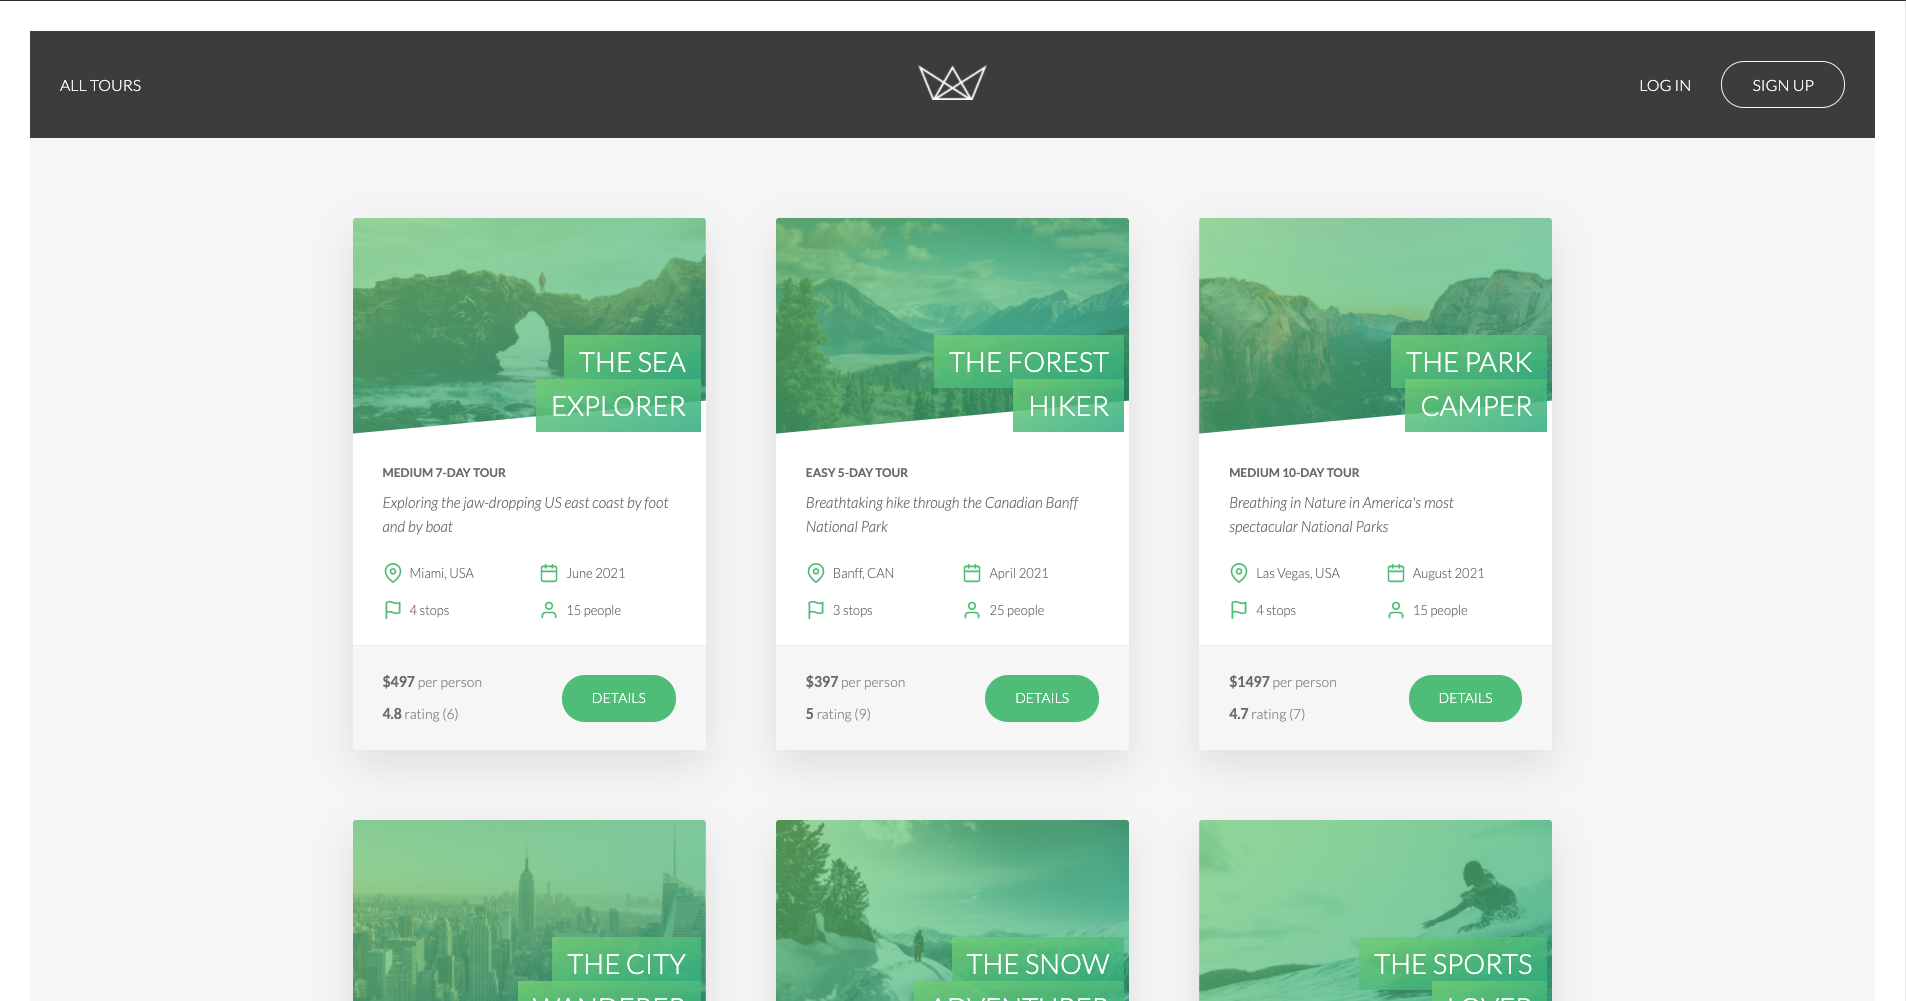 ALL TOURS
LOG IN
SIGN UP
THE SEA
EXPLORER
MEDIUM 7-DAY TOUR
Exploring the jaw-dropping US east coast by foot
and by boat
Miami, USA
June 2021
4 stops
15 people
$497 per person
4.8 rating (6)
DETAILS
THE FOREST
HIKER
EASY 5-DAY TOUR
Breathtaking hike through the Canadian Banff
National Park
Banff, CAN
April 2021
3 stops
25 people
$397 per person
5 rating (9)
DETAILS
THE PARK
CAMPER
MEDIUM 10-DAY TOUR
Breathing in Nature in America's most
spectacular National Parks
Las Vegas, USA
August 2021
4 stops
15 people
$1497 per person
4.7 rating (7)
DETAILS
THE CITY
WANDERER
THE SNOW
ADVENTURER
THE SPORTS
LOVER